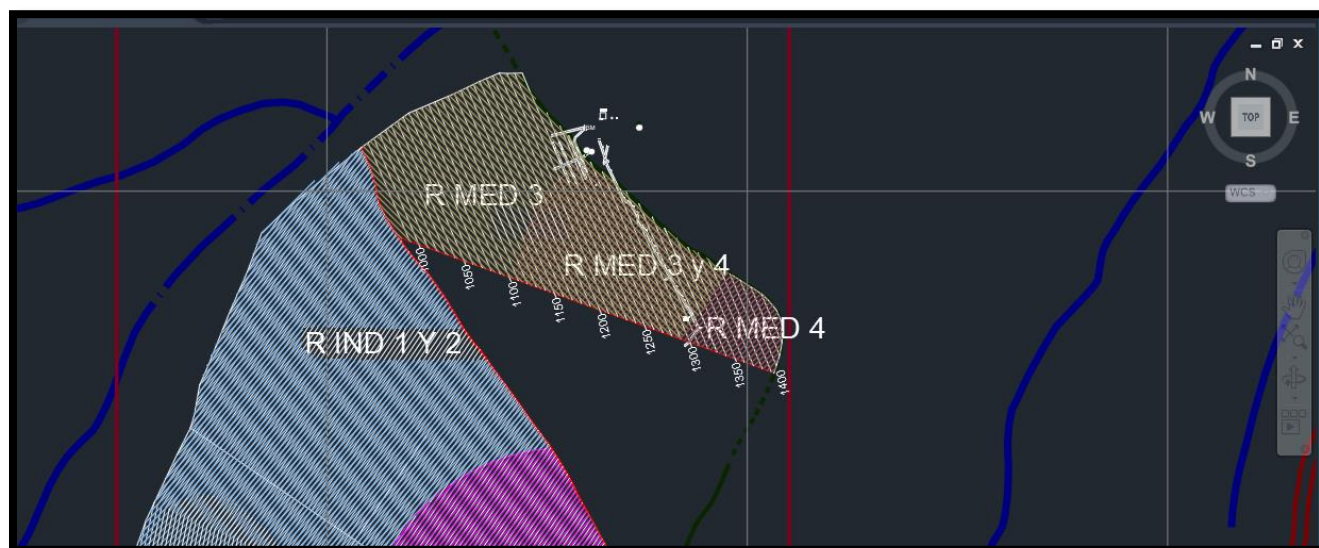 N
W TOP E
S
WCS
R MED 3
R MED 3 y 4
R MED 4
R IND 1 Y 2
1000
1050
1100
1150
1200
1250
1300
1350
1400